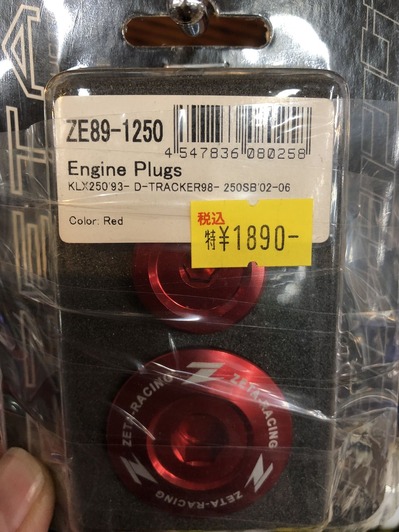 ZETA
ZE89-1250
4 547836 080258
Engine Plugs
KLX250'93- D-TRACKER98- 250SB'02-06
Color: Red
税込
特¥1890-
ZETA-RACING
Z
ZETA-RACING
Z
ZETA-RACING
Z